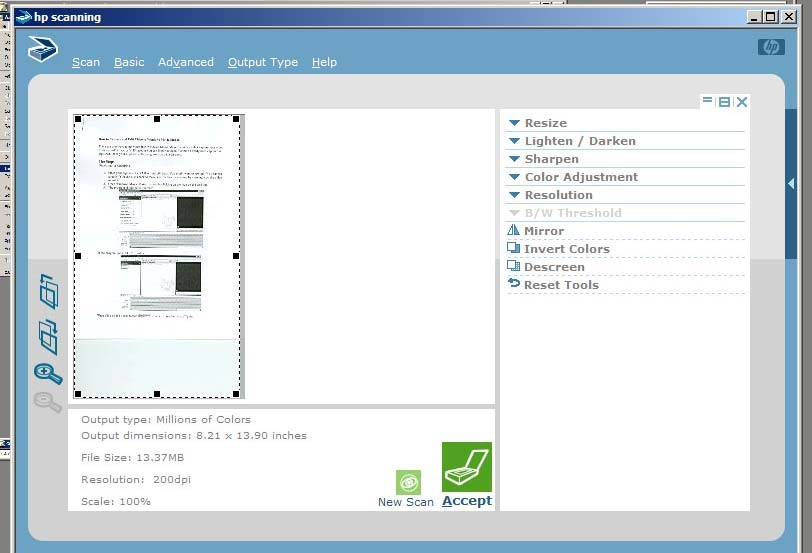 hp scanning
hp
Scan Basic Advanced Output Type Help
Resize
Lighten / Darken
Sharpen
Color Adjustment
Resolution
B/W Threshold
Mirror
Invert Colors
Descreen
Reset Tools
Output type: Millions of Colors
Output dimensions: 8.21 x 13.90 inches
File Size: 13.37MB
Resolution: 200dpi
Scale: 100%
New Scan Accept